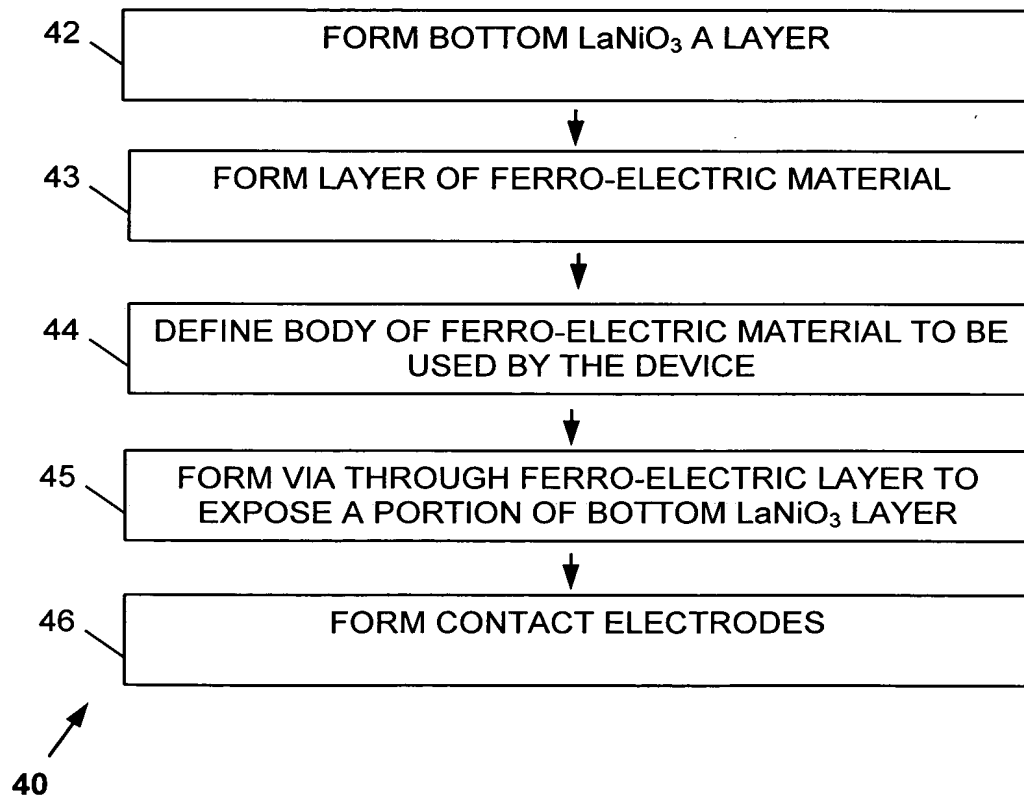 42
FORM BOTTOM LaNiO₃ A LAYER
43
FORM LAYER OF FERRO-ELECTRIC MATERIAL
44
DEFINE BODY OF FERRO-ELECTRIC MATERIAL TO BE
USED BY THE DEVICE
45
FORM VIA THROUGH FERRO-ELECTRIC LAYER TO
EXPOSE A PORTION OF BOTTOM LaNiO₃ LAYER
46
FORM CONTACT ELECTRODES
40